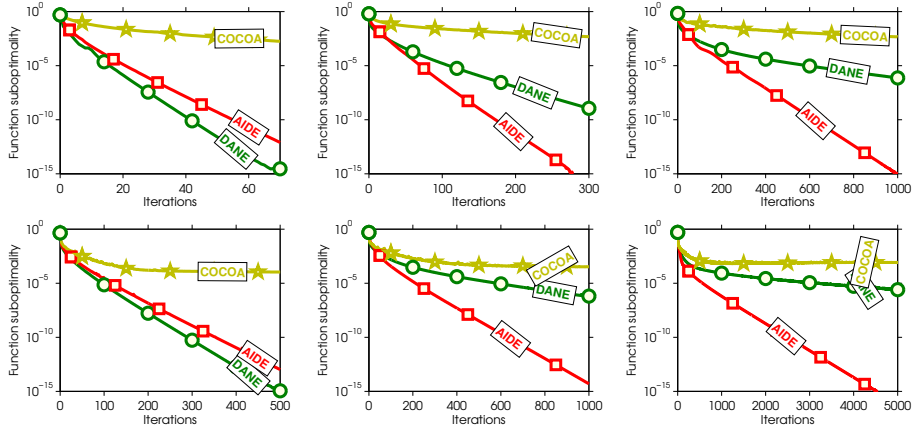 Function suboptimality
10^0
10^-5
10^-10
10^-15
COCOA
AIDE
DANE
0 20 40 60
Iterations
Function suboptimality
10^0
10^-5
10^-10
10^-15
COCOA
DANE
AIDE
0 100 200 300
Iterations
Function suboptimality
10^0
10^-5
10^-10
10^-15
COCOA
DANE
AIDE
0 200 400 600 800 1000
Iterations
Function suboptimality
10^0
10^-5
10^-10
10^-15
COCOA
AIDE
DANE
0 100 200 300 400 500
Iterations
Function suboptimality
10^0
10^-5
10^-10
10^-15
COCOA
DANE
AIDE
0 200 400 600 800 1000
Iterations
Function suboptimality
10^0
10^-5
10^-10
10^-15
COCOA
DANE
AIDE
0 1000 2000 3000 4000 5000
Iterations